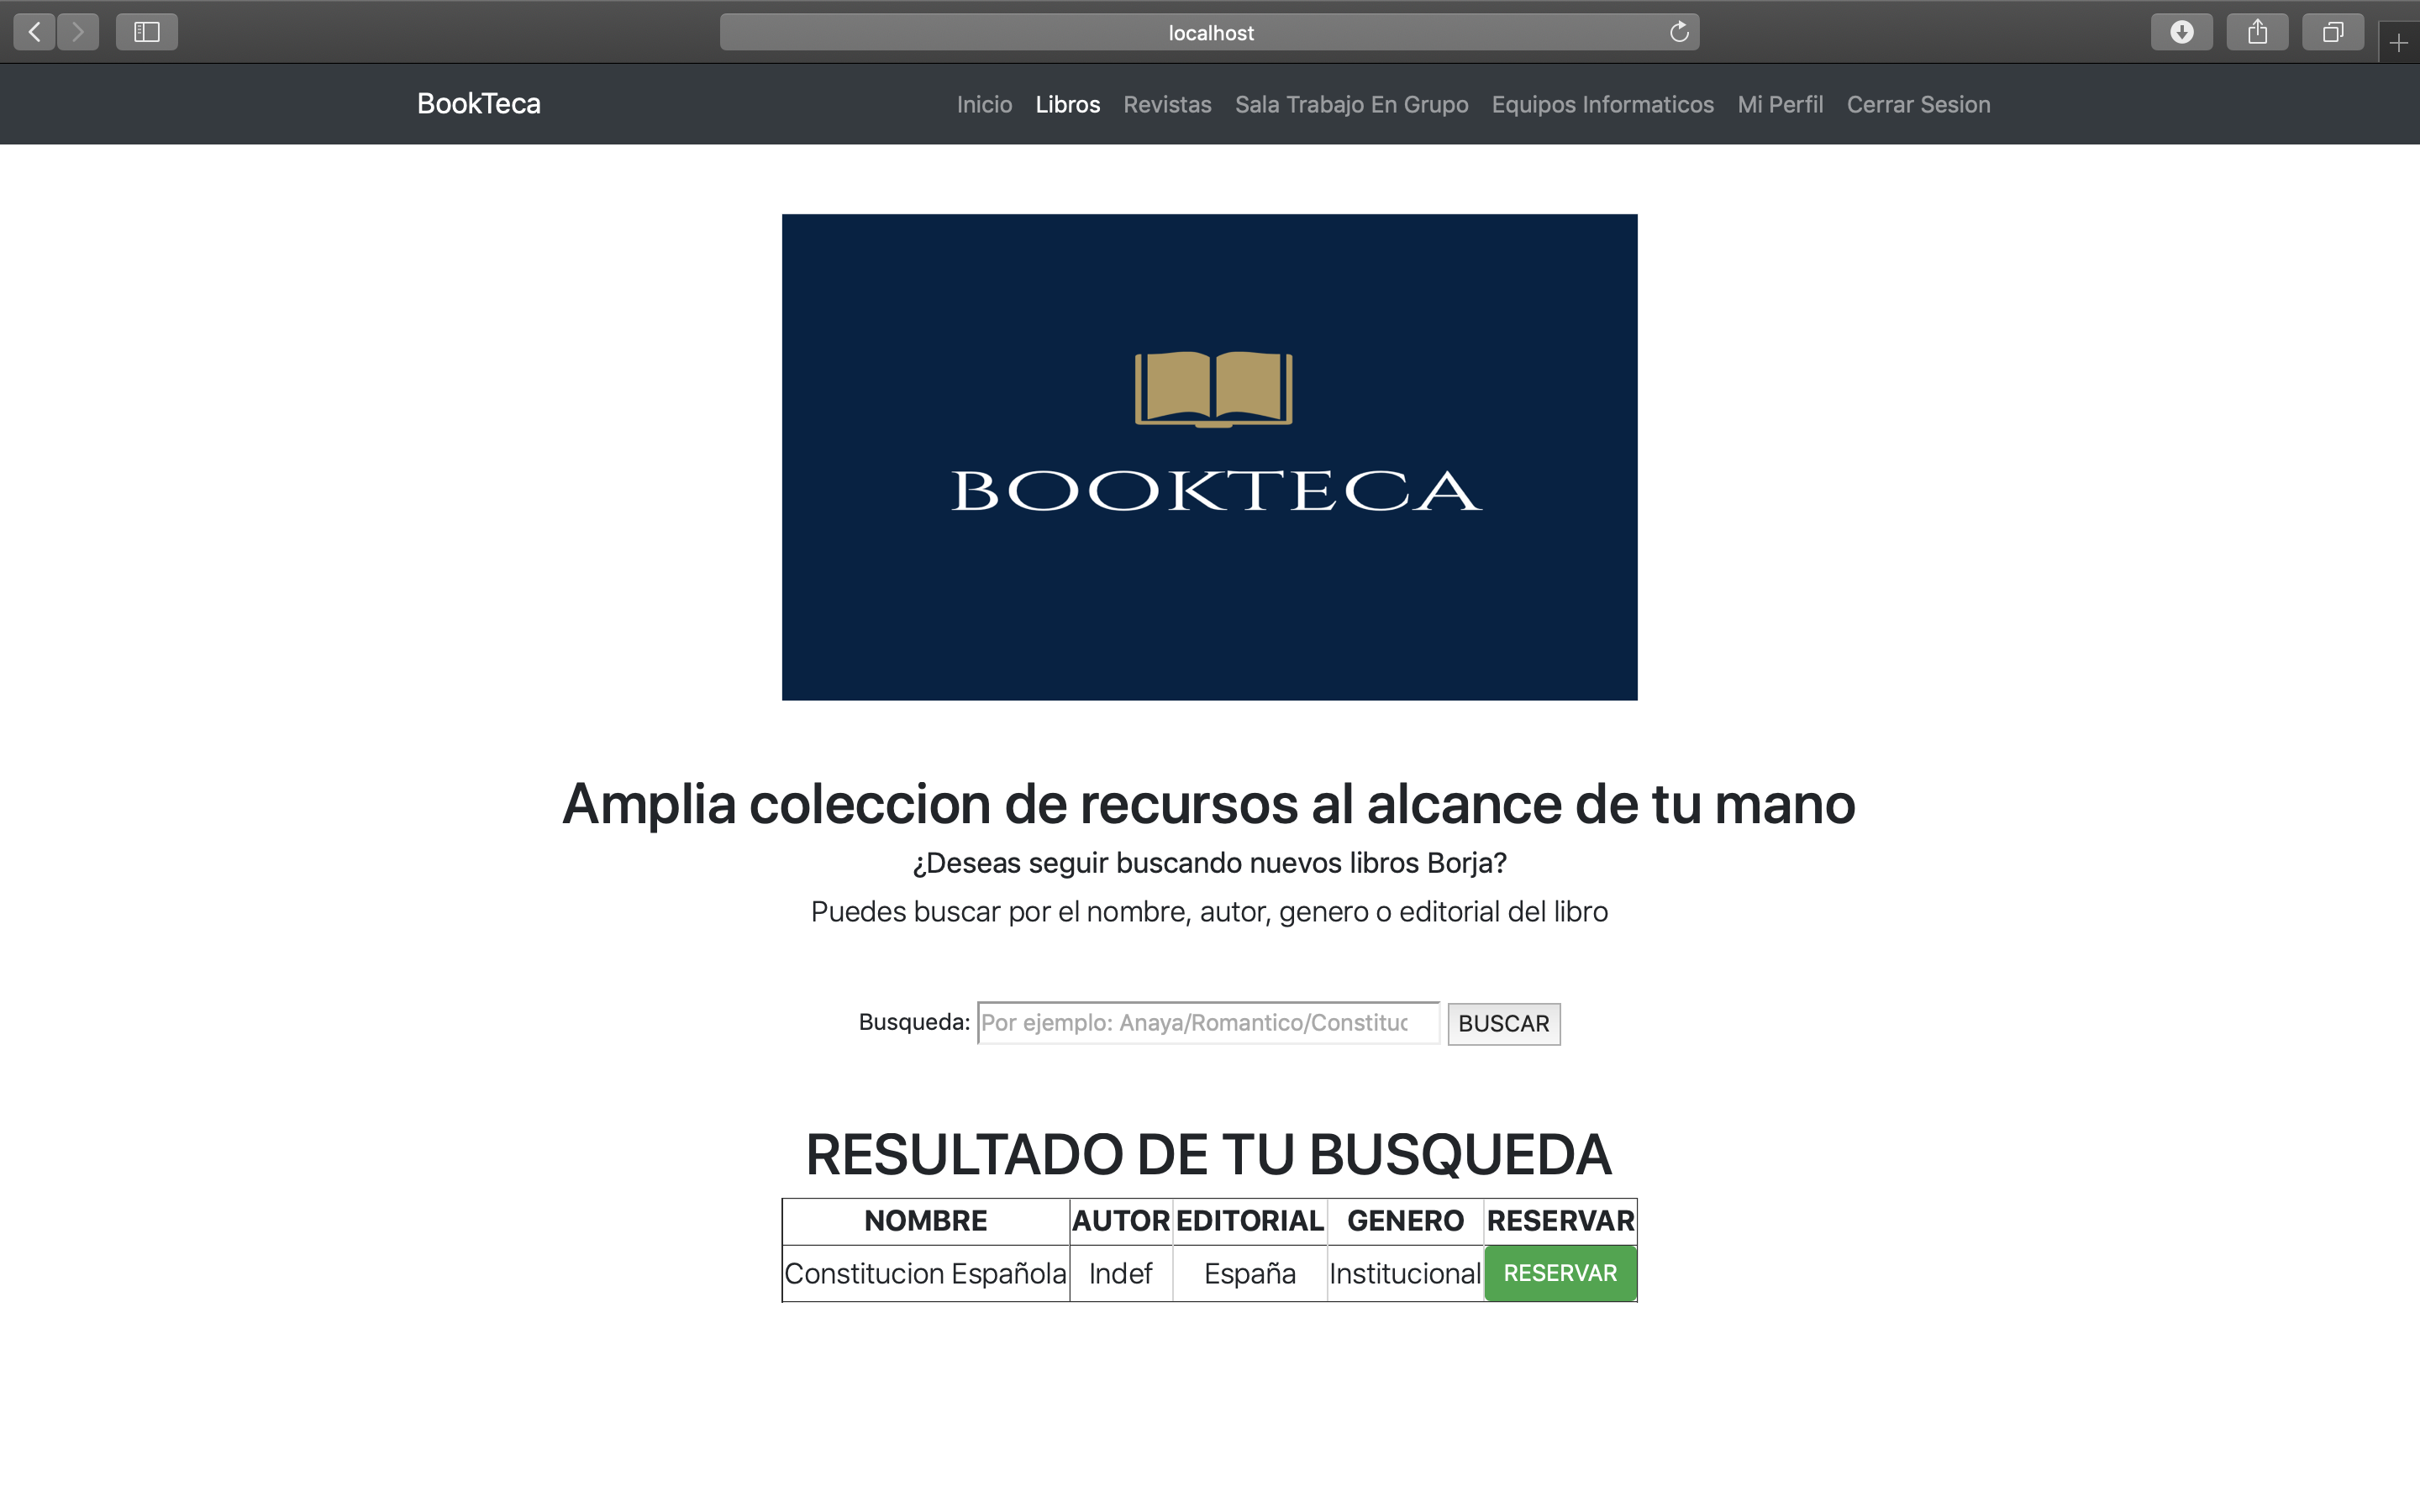 localhost
BookTeca Inicio Libros Revistas Sala Trabajo En Grupo Equipos Informaticos Mi Perfil Cerrar Sesion
BOOKTECA
Amplia coleccion de recursos al alcance de tu mano
¿Deseas seguir buscando nuevos libros Borja?
Puedes buscar por el nombre, autor, genero o editorial del libro
Busqueda: Por ejemplo: Anaya/Romantico/Constituc BUSCAR
RESULTADO DE TU BUSQUEDA
NOMBRE AUTOR EDITORIAL GENERO RESERVAR
Constitucion Española Indef España Institucional RESERVAR